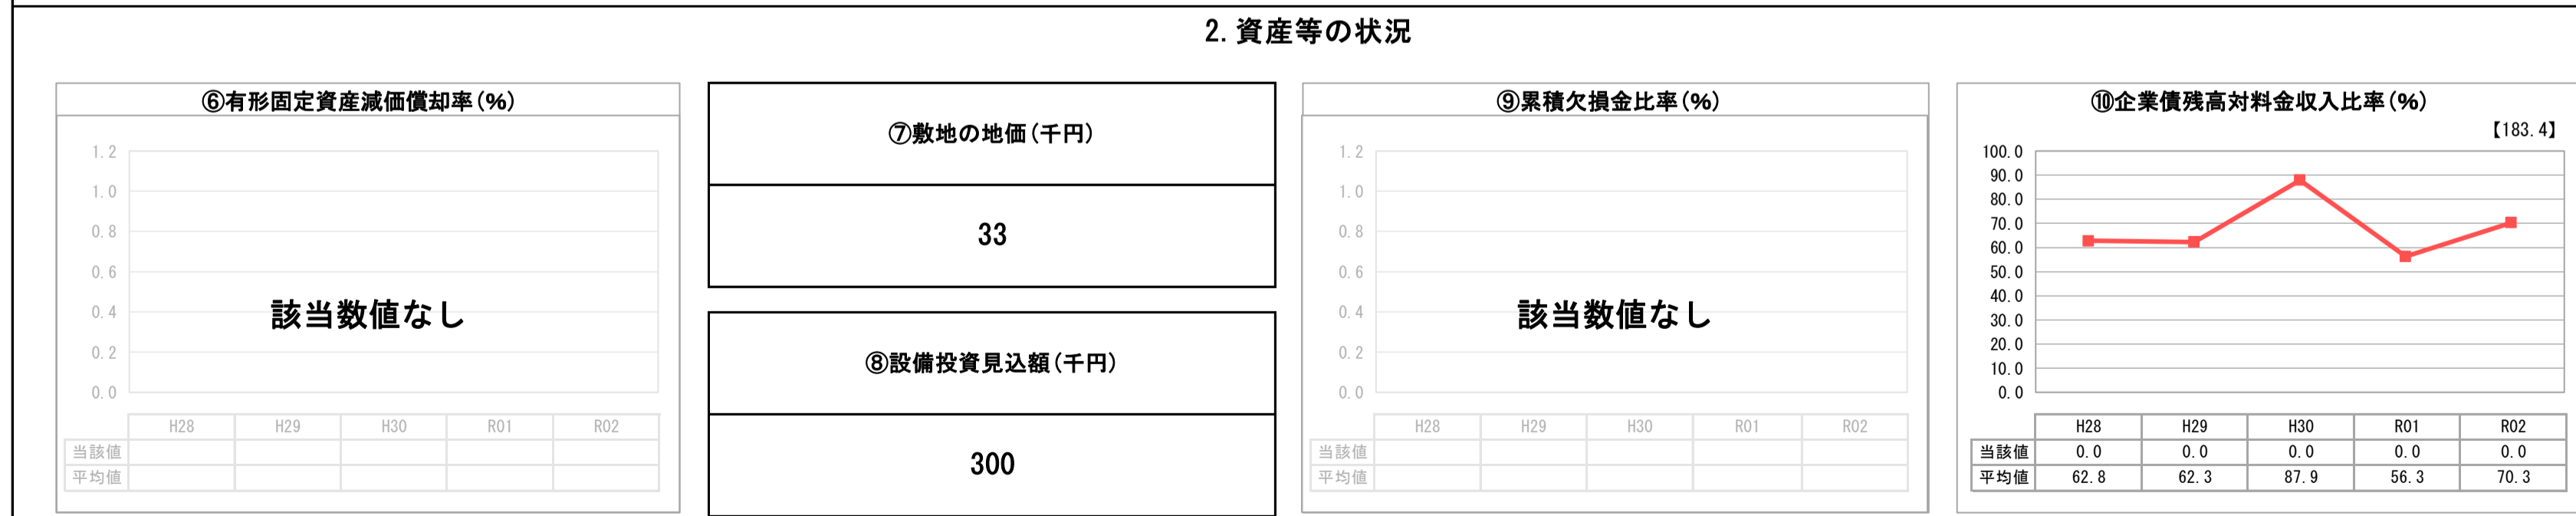 2.資産等の状況
⑥有形固定資産減価償却率(%)
1.2
1.0
0.8
0.6
0.4
0.2
0.0
該当数値なし
H28 H29 H30 R01 R02
当該値
平均値
⑦敷地の地価(千円)
33
⑧設備投資見込額(千円)
300
⑨累積欠損金比率(%)
1.2
1.0
0.8
0.6
0.4
0.2
0.0
該当数値なし
H28 H29 H30 R01 R02
当該値
平均値
⑩企業債残高対料金収入比率(%)
【183.4】
100.0
90.0
80.0
70.0
60.0
50.0
40.0
30.0
20.0
10.0
0.0
H28 H29 H30 R01 R02
当該値 0.0 0.0 0.0 0.0 0.0
平均値 62.8 62.3 87.9 56.3 70.3